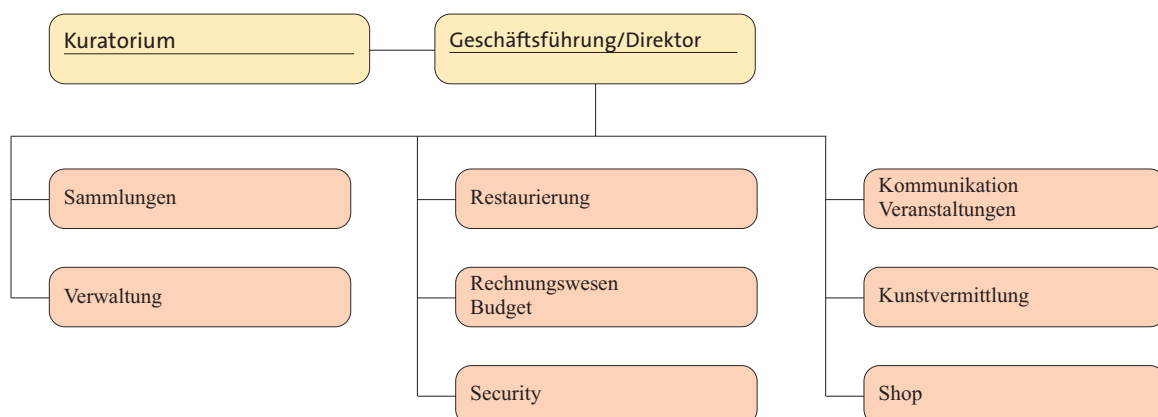 Kuratorium
Geschäftsführung/Direktor
Sammlungen
Restaurierung
Kommunikation
Veranstaltungen
Verwaltung
Rechnungswesen
Budget
Kunstvermittlung
Security
Shop